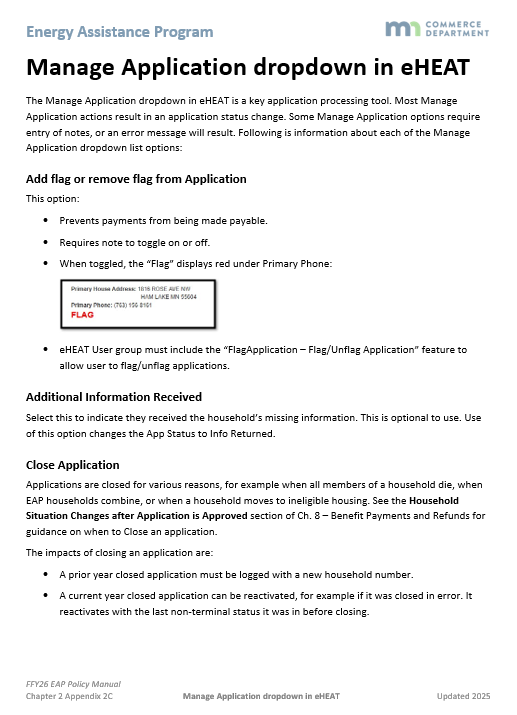 Energy Assistance Program
COMMERCE
DEPARTMENT
Manage Application dropdown in eHEAT
The Manage Application dropdown in eHEAT is a key application processing tool. Most Manage
Application actions result in an application status change. Some Manage Application options require
entry of notes, or an error message will result. Following is information about each of the Manage
Application dropdown list options:
Add flag or remove flag from Application
This option:
• Prevents payments from being made payable.
• Requires note to toggle on or off.
• When toggled, the “Flag” displays red under Primary Phone:
Primary House Address: 1816 ROSE AVE NW
HAM LAKE MN 55604
Primary Phone: (763) 156-8161
FLAG
• eHEAT User group must include the “FlagApplication – Flag/Unflag Application” feature to
allow user to flag/unflag applications.
Additional Information Received
Select this to indicate they received the household’s missing information. This is optional to use. Use
of this option changes the App Status to Info Returned.
Close Application
Applications are closed for various reasons, for example when all members of a household die, when
EAP households combine, or when a household moves to ineligible housing. See the Household
Situation Changes after Application is Approved section of Ch. 8 – Benefit Payments and Refunds for
guidance on when to Close an application.
The impacts of closing an application are:
• A prior year closed application must be logged with a new household number.
• A current year closed application can be reactivated, for example if it was closed in error. It
reactivates with the last non-terminal status it was in before closing.
FFY26 EAP Policy Manual
Chapter 2 Appendix 2C Manage Application dropdown in eHEAT Updated 2025